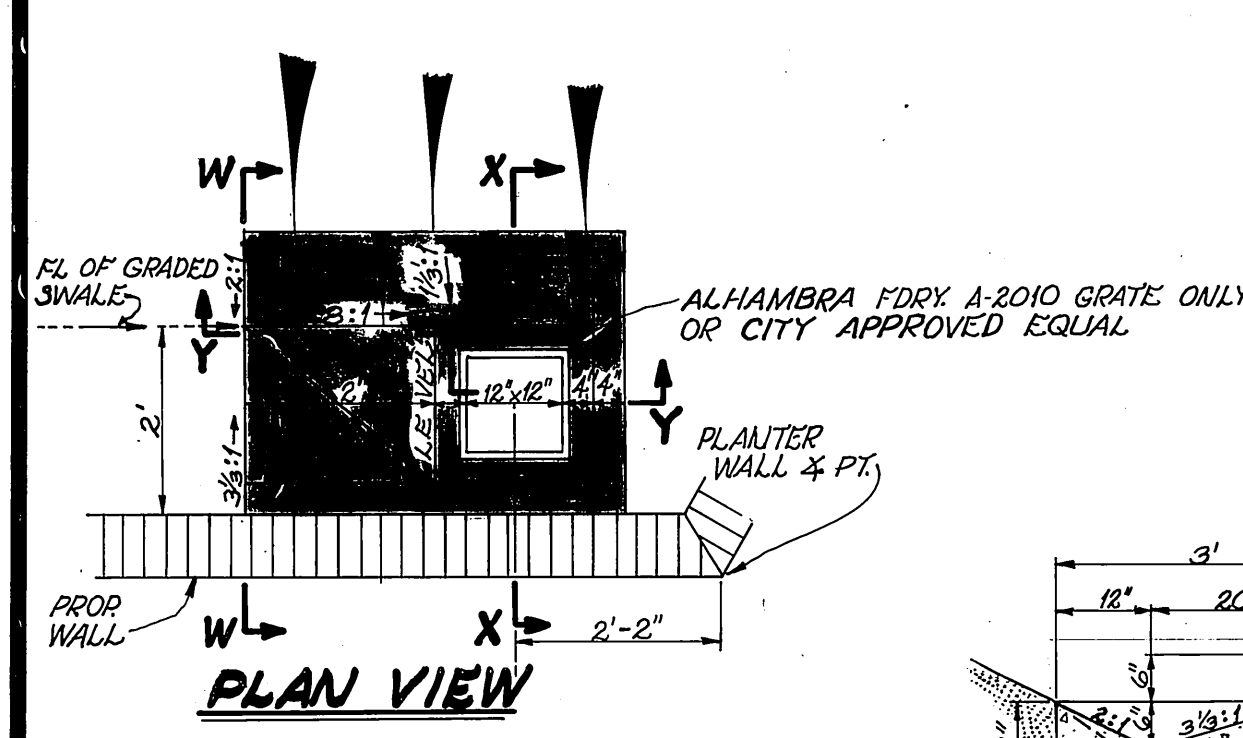 W
X
FL OF GRADED
SWALE
2:1
1⅓:1
3:1
ALHAMBRA FDRY. A-2010 GRATE ONLY
OR CITY APPROVED EQUAL
Y
2'
LEVEL
12"x12"
4" 4"
Y
2'
3⅓:1
PLANTER
WALL ∡ PT.
PROP.
WALL
W
X
2'-2"
PLAN VIEW
3'
12"
6"
2:1
6"
3⅓:1